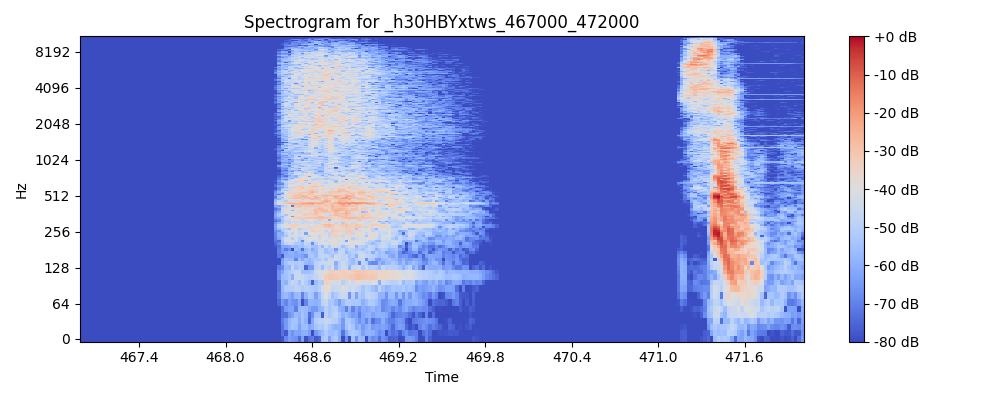 Spectrogram for _h30HBYxtws_467000_472000
Hz
8192
4096
2048
1024
512
256
128
64
0
467.4 468.0 468.6 469.2 469.8 470.4 471.0 471.6
Time
+0 dB
-10 dB
-20 dB
-30 dB
-40 dB
-50 dB
-60 dB
-70 dB
-80 dB